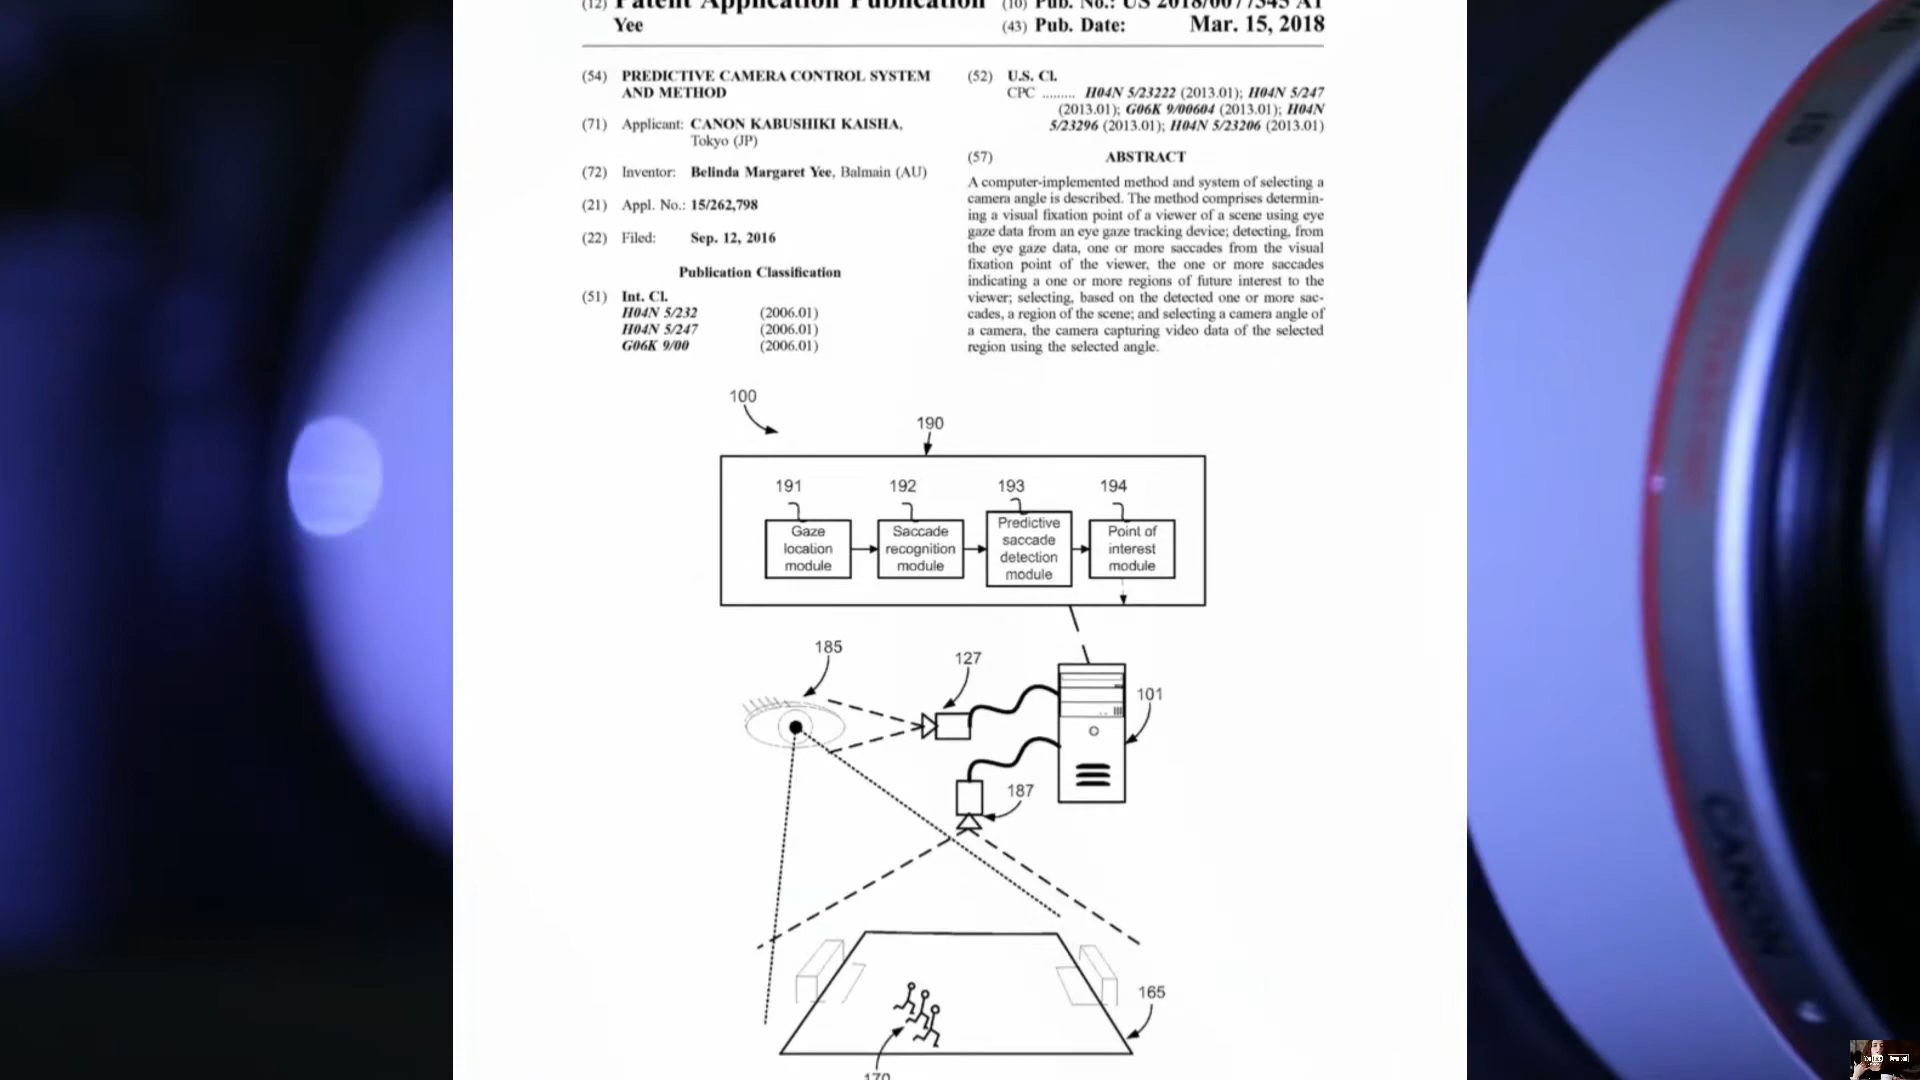 (12) Patent Application Publication
Yee
(10) Pub. No.: US 2018/0077345 A1
(43) Pub. Date: Mar. 15, 2018
(54) PREDICTIVE CAMERA CONTROL SYSTEM
AND METHOD
(71) Applicant: CANON KABUSHIKI KAISHA,
Tokyo (JP)
(72) Inventor: Belinda Margaret Yee, Balmain (AU)
(21) Appl. No.: 15/262,798
(22) Filed: Sep. 12, 2016
Publication Classification
(51) Int. Cl.
H04N 5/232 (2006.01)
H04N 5/247 (2006.01)
G06K 9/00 (2006.01)
(52) U.S. Cl.
CPC ......... H04N 5/23222 (2013.01); H04N 5/247
(2013.01); G06K 9/00604 (2013.01); H04N
5/23296 (2013.01); H04N 5/23206 (2013.01)
(57) ABSTRACT
A computer-implemented method and system of selecting a
camera angle is described. The method comprises determin-
ing a visual fixation point of a viewer of a scene using eye
gaze data from an eye gaze tracking device; detecting, from
the eye gaze data, one or more saccades from the visual
fixation point of the viewer, the one or more saccades
indicating a one or more regions of future interest to the
viewer; selecting, based on the detected one or more sac-
cades, a region of the scene; and selecting a camera angle of
a camera, the camera capturing video data of the selected
region using the selected angle.
100
190
191
192
193
194
Gaze
location
module
Saccade
recognition
module
Predictive
saccade
detection
module
Point of
interest
module
185
127
101
187
165
170
CANON